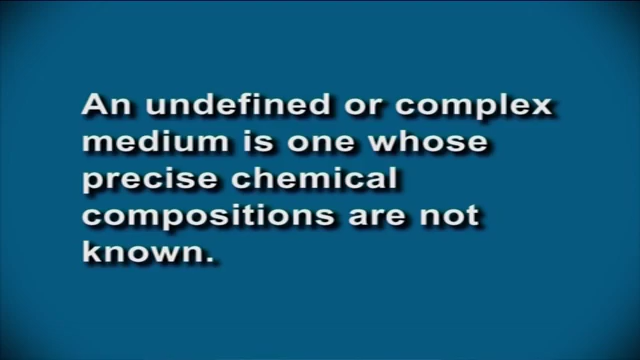 An undefined or complex
medium is one whose
precise chemical
compositions are not
known.